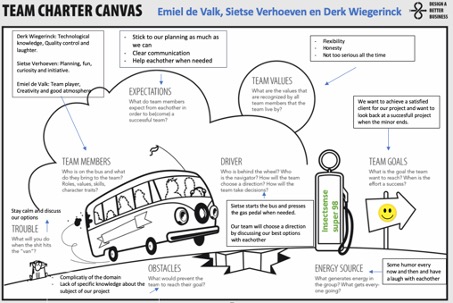 TEAM CHARTER CANVAS
Emiel de Valk, Sietse Verhoeven en Derk Wiegerinck
DESIGN A
BETTER
BUSINESS
Derk Wiegerinck: Technological
knowledge, Quality control and
laughter.
Sietse Verhoeven: Planning, fun,
curiosity and initiative.
Emiel de Valk: Team player,
Creativity and good atmosphere
- Stick to our planning as much as
we can
- Clear communication
- Help eachother when needed
- Flexibility
- Honesty
- Not too serious all the time
EXPECTATIONS
What do team members
expect from eachother in
order to be(come) a
successful team?
TEAM VALUES
What are the values that
are recognized by all
team members that the
team live by?
We want to achieve a satisfied
client for our project and want to
look back at a succesfull project
when the minor ends.
TEAM MEMBERS
Who is on the bus and what
do they bring to the team?
Roles, values, skills,
character traits?
DRIVER
Who is behind the wheel? Who
is the navigator? How will the
team choose a direction? How will the
team take decisions?
TEAM GOALS
What is the goal the team
want to reach? When is the
effort a success?
Sietse starts the bus and presses
the gas pedal when needed.
Our team will choose a direction
by discussing our best options
with eachother
Insectsense
super 98
Stay calm and discuss
our options
TROUBLE
What will you do
when the shit hits
the "van"?
- Complicatly of the domain
- Lack of specific knowledge about the
subject of our project
OBSTACLES
What would prevent the
team to reach their goal?
ENERGY SOURCE
What generates energy in
the group? What gets every-
one going?
Some humor every
now and then and have
a laugh with eachother